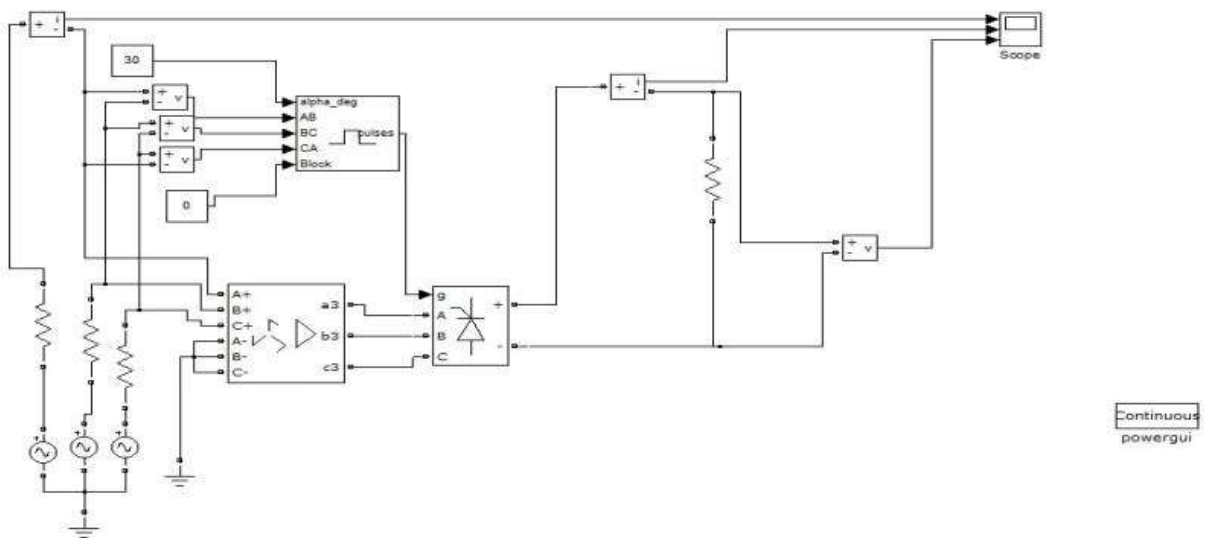 + i -
Scope
30
+ - v
alpha_deg
AB
+ - v
BC
pulses
CA
+ - v
Block
0
+ i -
+ - v
A+
B+
C+
A-
B-
C-
a3
b3
c3
g
A
B
C
+
-
+
+
+
Continuous
powergui